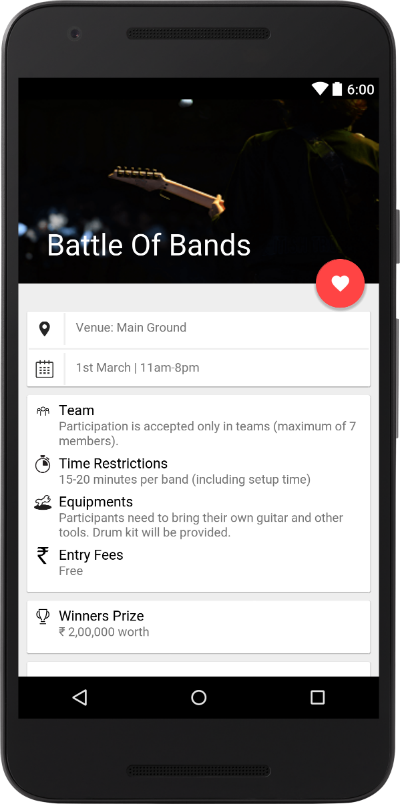 6:00
Battle Of Bands
Venue: Main Ground
1st March | 11am-8pm
Team
Participation is accepted only in teams (maximum of 7
members).
Time Restrictions
15-20 minutes per band (including setup time)
Equipments
Participants need to bring their own guitar and other
tools. Drum kit will be provided.
₹ Entry Fees
Free
Winners Prize
₹ 2,00,000 worth